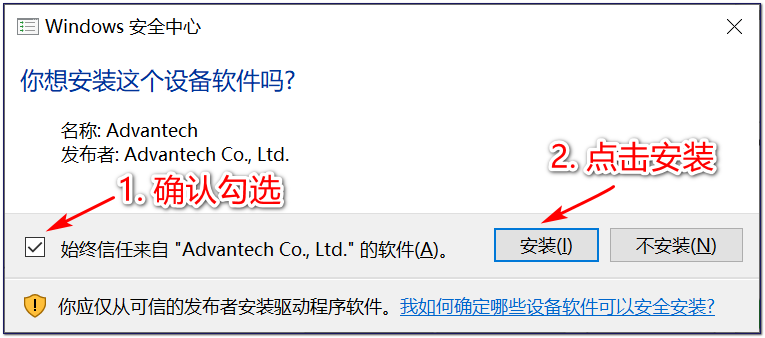 Windows 安全中心
你想安装这个设备软件吗?
名称: Advantech
发布者: Advantech Co., Ltd.
1. 确认勾选
2. 点击安装
始终信任来自 "Advantech Co., Ltd." 的软件(A)。
安装(I)
不安装(N)
你应仅从可信的发布者安装驱动程序软件。我如何确定哪些设备软件可以安全安装?